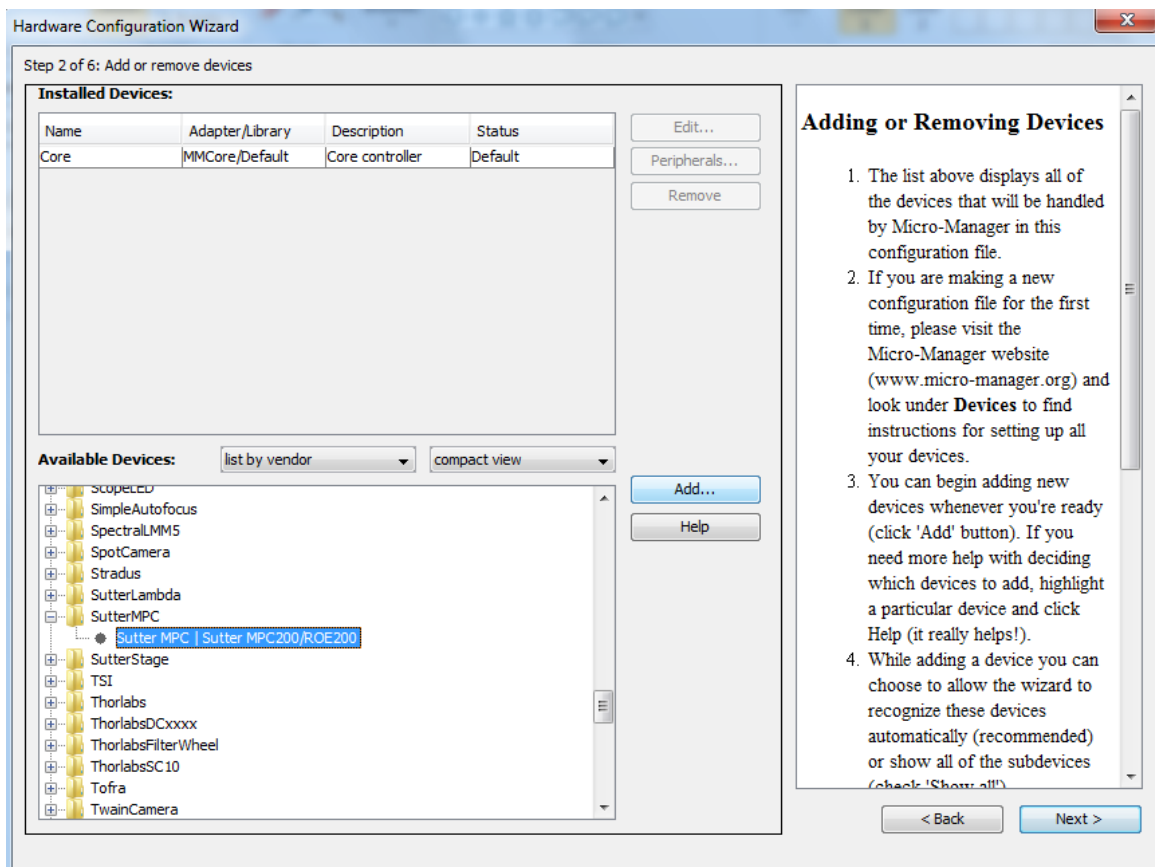 Hardware Configuration Wizard
Step 2 of 6: Add or remove devices
Installed Devices:
Name Adapter/Library Description Status
Core MMCore/Default Core controller Default
Edit...
Peripherals...
Remove
Available Devices: list by vendor compact view
ScopeLED
SimpleAutofocus
SpectralLMM5
SpotCamera
Stradus
SutterLambda
SutterMPC
Sutter MPC | Sutter MPC200/ROE200
SutterStage
TSI
Thorlabs
ThorlabsDCxxxx
ThorlabsFilterWheel
ThorlabsSC10
Tofra
TwainCamera
Add...
Help
Adding or Removing Devices
1. The list above displays all of
the devices that will be handled
by Micro-Manager in this
configuration file.
2. If you are making a new
configuration file for the first
time, please visit the
Micro-Manager website
(www.micro-manager.org) and
look under Devices to find
instructions for setting up all
your devices.
3. You can begin adding new
devices whenever you're ready
(click 'Add' button). If you
need more help with deciding
which devices to add, highlight
a particular device and click
Help (it really helps!).
4. While adding a device you can
choose to allow the wizard to
recognize these devices
automatically (recommended)
or show all of the subdevices
(check 'Show all')
< Back
Next >